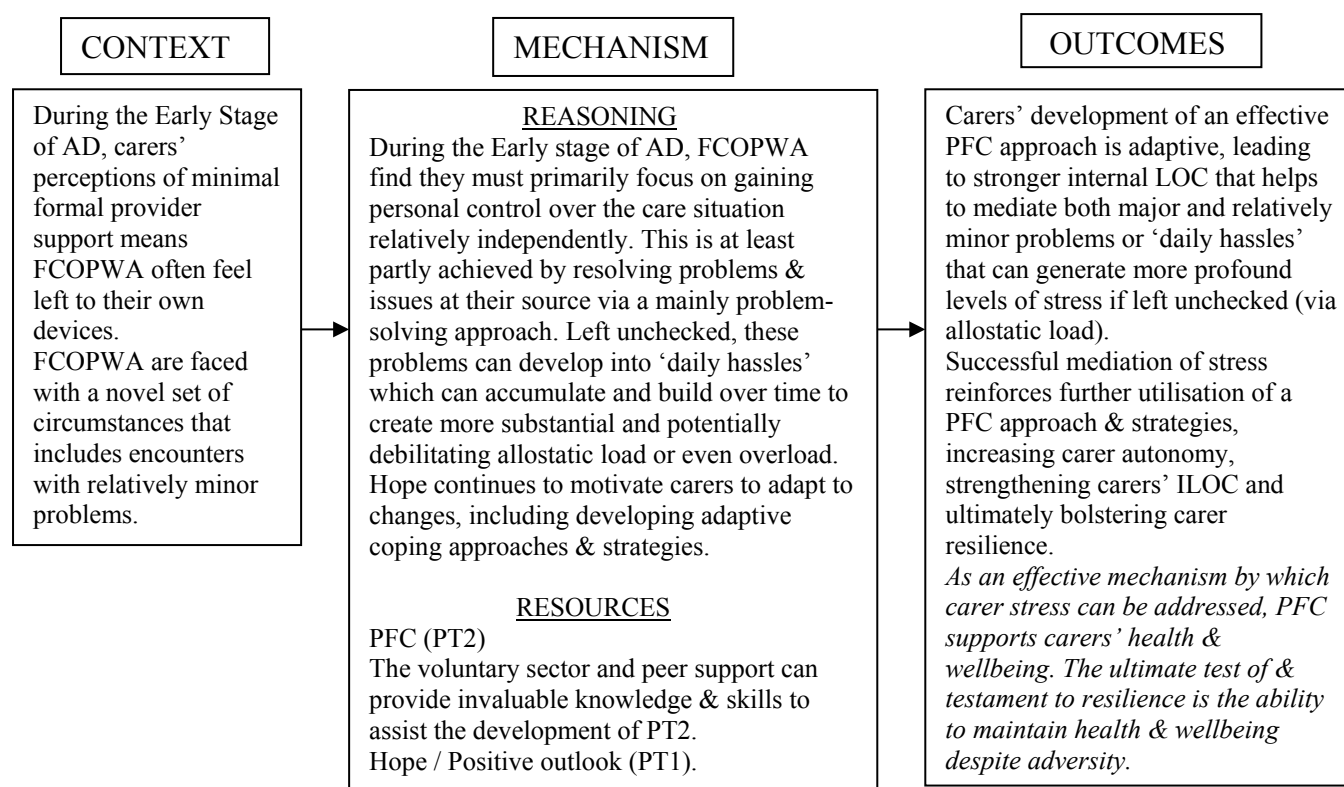 CONTEXT
During the Early Stage
of AD, carers’
perceptions of minimal
formal provider
support means
FCOPWA often feel
left to their own
devices.
FCOPWA are faced
with a novel set of
circumstances that
includes encounters
with relatively minor
problems.
MECHANISM
REASONING
During the Early stage of AD, FCOPWA
find they must primarily focus on gaining
personal control over the care situation
relatively independently. This is at least
partly achieved by resolving problems &
issues at their source via a mainly problem-
solving approach. Left unchecked, these
problems can develop into ‘daily hassles’
which can accumulate and build over time to
create more substantial and potentially
debilitating allostatic load or even overload.
Hope continues to motivate carers to adapt to
changes, including developing adaptive
coping approaches & strategies.
RESOURCES
PFC (PT2)
The voluntary sector and peer support can
provide invaluable knowledge & skills to
assist the development of PT2.
Hope / Positive outlook (PT1).
OUTCOMES
Carers’ development of an effective
PFC approach is adaptive, leading
to stronger internal LOC that helps
to mediate both major and relatively
minor problems or ‘daily hassles’
that can generate more profound
levels of stress if left unchecked (via
allostatic load).
Successful mediation of stress
reinforces further utilisation of a
PFC approach & strategies,
increasing carer autonomy,
strengthening carers’ ILOC and
ultimately bolstering carer
resilience.
As an effective mechanism by which
carer stress can be addressed, PFC
supports carers’ health &
wellbeing. The ultimate test of &
testament to resilience is the ability
to maintain health & wellbeing
despite adversity.